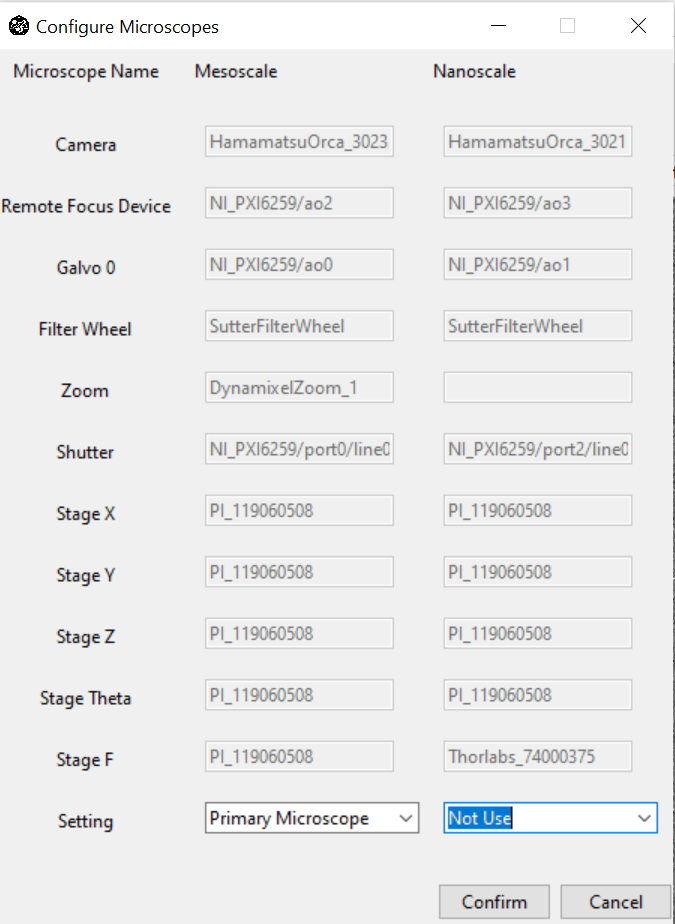 Configure Microscopes
Microscope Name Mesoscale Nanoscale
Camera HamamatsuOrca_3023 HamamatsuOrca_3021
Remote Focus Device NI_PXI6259/ao2 NI_PXI6259/ao3
Galvo 0 NI_PXI6259/ao0 NI_PXI6259/ao1
Filter Wheel SutterFilterWheel SutterFilterWheel
Zoom DynamixelZoom_1
Shutter NI_PXI6259/port0/line0 NI_PXI6259/port2/line0
Stage X PI_119060508 PI_119060508
Stage Y PI_119060508 PI_119060508
Stage Z PI_119060508 PI_119060508
Stage Theta PI_119060508 PI_119060508
Stage F PI_119060508 Thorlabs_74000375
Setting Primary Microscope Not Use
Confirm Cancel